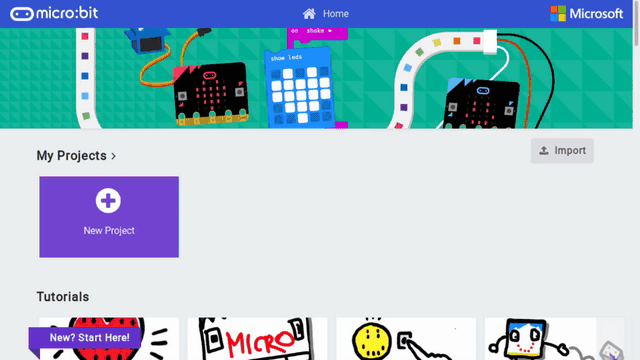 micro:bit
Home
Microsoft
on shake
show leds
My Projects
Import
New Project
Tutorials
New? Start Here!
MICRO